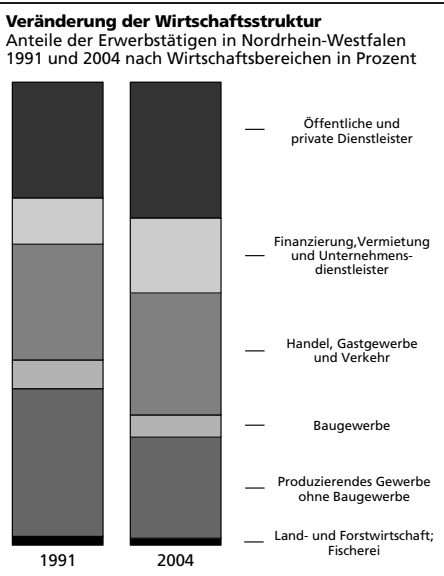 Veränderung der Wirtschaftsstruktur
Anteile der Erwerbstätigen in Nordrhein-Westfalen
1991 und 2004 nach Wirtschaftsbereichen in Prozent
Öffentliche und
private Dienstleister
Finanzierung,Vermietung
und Unternehmens-
dienstleister
Handel, Gastgewerbe
und Verkehr
Baugewerbe
Produzierendes Gewerbe
ohne Baugewerbe
Land- und Forstwirtschaft;
Fischerei
1991 2004